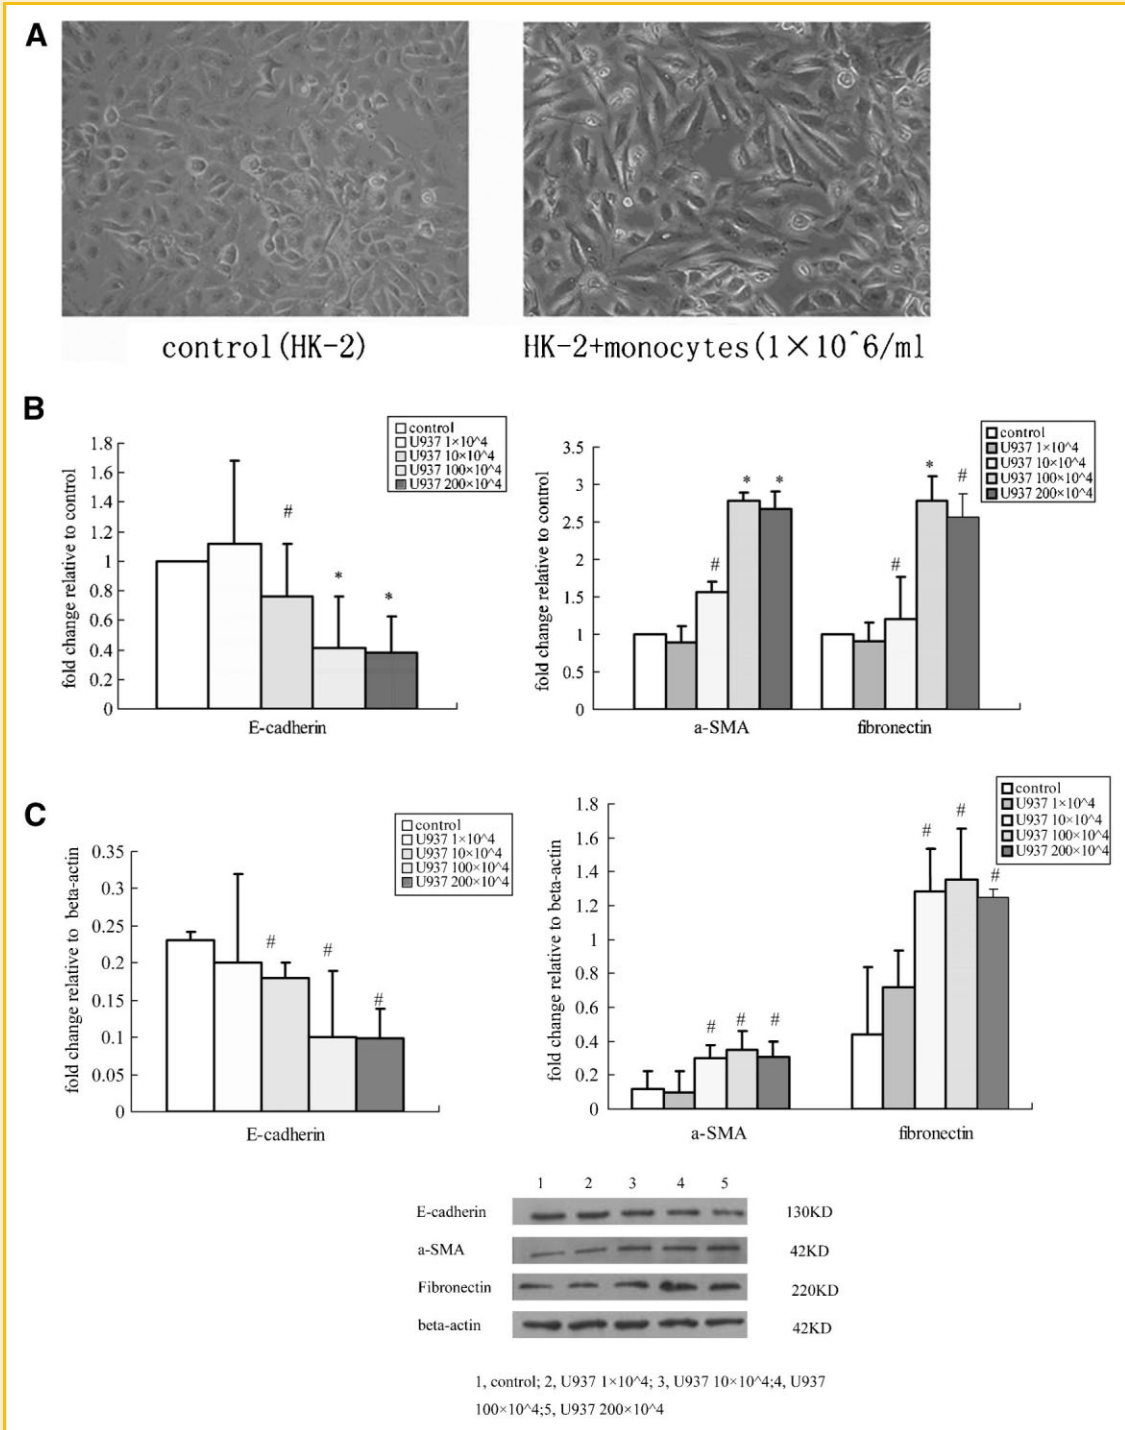 A
control(HK-2)
HK-2+monocytes(1×10^6/ml
B
control
U937 1×10^4
U937 10×10^4
U937 100×10^4
U937 200×10^4
fold change relative to control
1.8
1.6
1.4
1.2
1
0.8
0.6
0.4
0.2
0
#
*
*
E-cadherin
control
U937 1×10^4
U937 10×10^4
U937 100×10^4
U937 200×10^4
fold change relative to control
3.5
3
2.5
2
1.5
1
0.5
0
#
*
*
#
*
#
a-SMA
fibronectin
C
control
U937 1×10^4
U937 10×10^4
U937 100×10^4
U937 200×10^4
fold change relative to beta-actin
0.35
0.3
0.25
0.2
0.15
0.1
0.05
0
#
#
#
E-cadherin
control
U937 1×10^4
U937 10×10^4
U937 100×10^4
U937 200×10^4
fold change relative to beta-actin
1.8
1.6
1.4
1.2
1
0.8
0.6
0.4
0.2
0
#
#
#
#
#
#
a-SMA
fibronectin
1 2 3 4 5
E-cadherin 130KD
a-SMA 42KD
Fibronectin 220KD
beta-actin 42KD
1, control; 2, U937 1×10^4; 3, U937 10×10^4;4, U937
100×10^4;5, U937 200×10^4